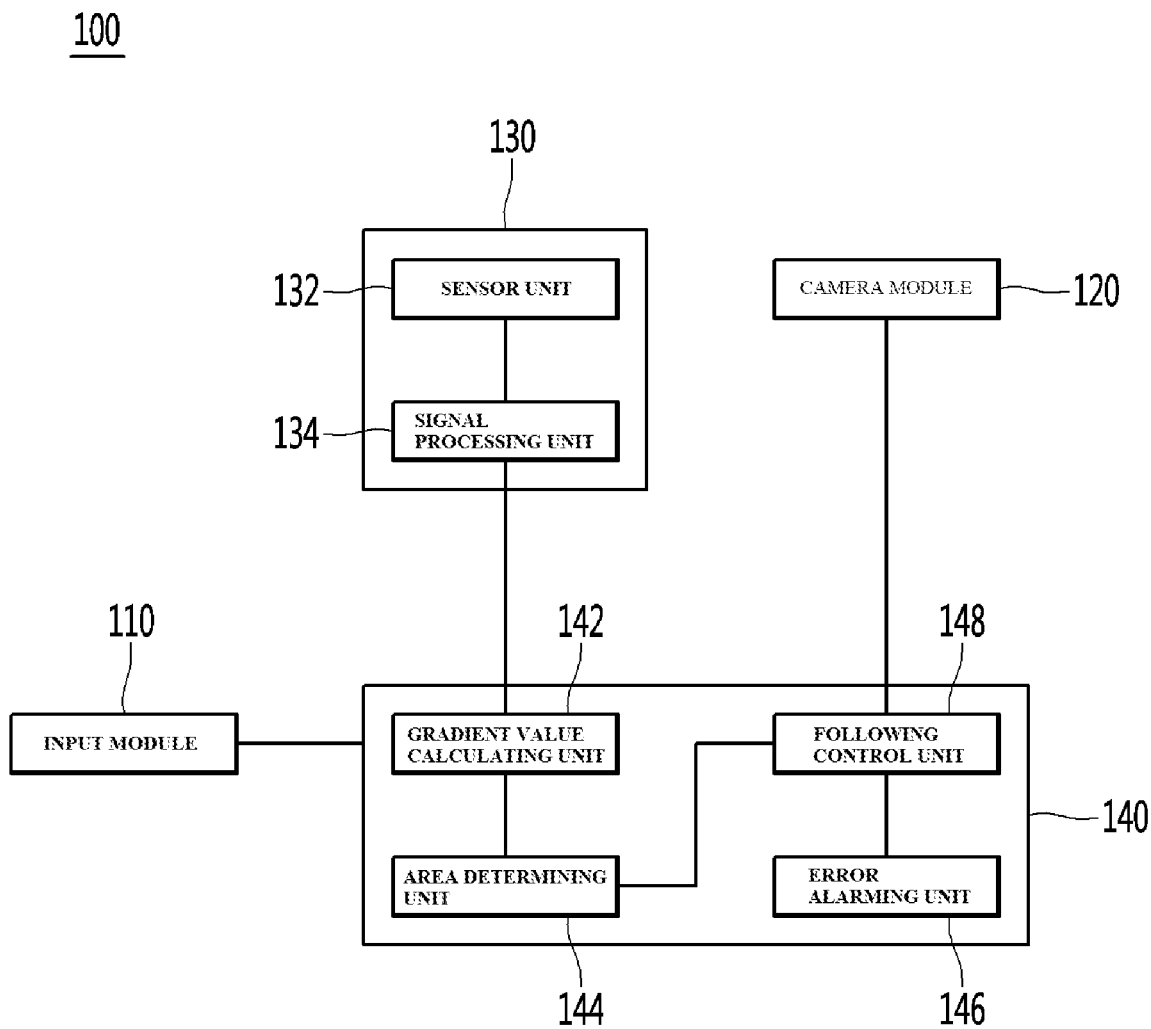 100
130
132
SENSOR UNIT
CAMERA MODULE
120
134
SIGNAL
PROCESSING UNIT
110
142
148
INPUT MODULE
GRADIENT VALUE
CALCULATING UNIT
FOLLOWING
CONTROL UNIT
140
AREA DETERMINING
UNIT
ERROR
ALARMING UNIT
144
146